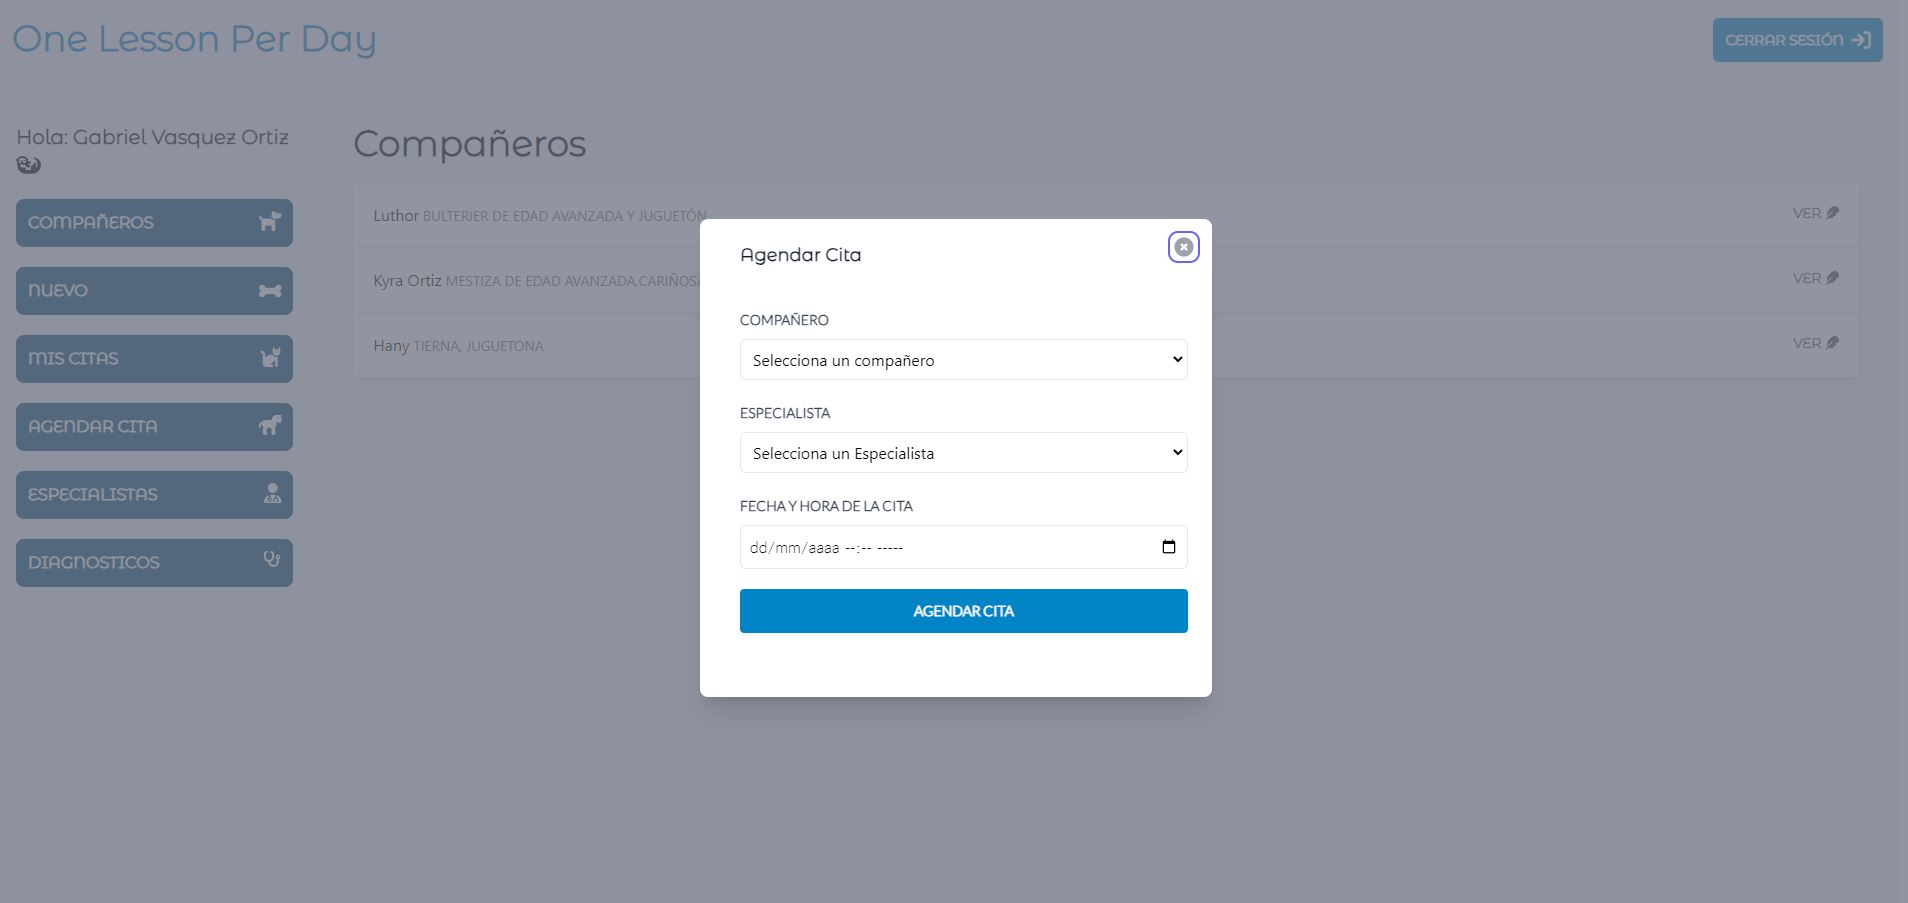 One Lesson Per Day
CERRAR SESIÓN
Hola: Gabriel Vasquez Ortiz
COMPAÑEROS
NUEVO
MIS CITAS
AGENDAR CITA
ESPECIALISTAS
DIAGNOSTICOS
Compañeros
Luthor BULTERIER DE EDAD AVANZADA Y JUGUETÓN
VER
Kyra Ortiz MESTIZA DE EDAD AVANZADA,CARIÑOSA
VER
Hany TIERNA, JUGUETONA
VER
Agendar Cita
COMPAÑERO
Selecciona un compañero
ESPECIALISTA
Selecciona un Especialista
FECHA Y HORA DE LA CITA
dd/mm/aaaa --:-- -----
AGENDAR CITA